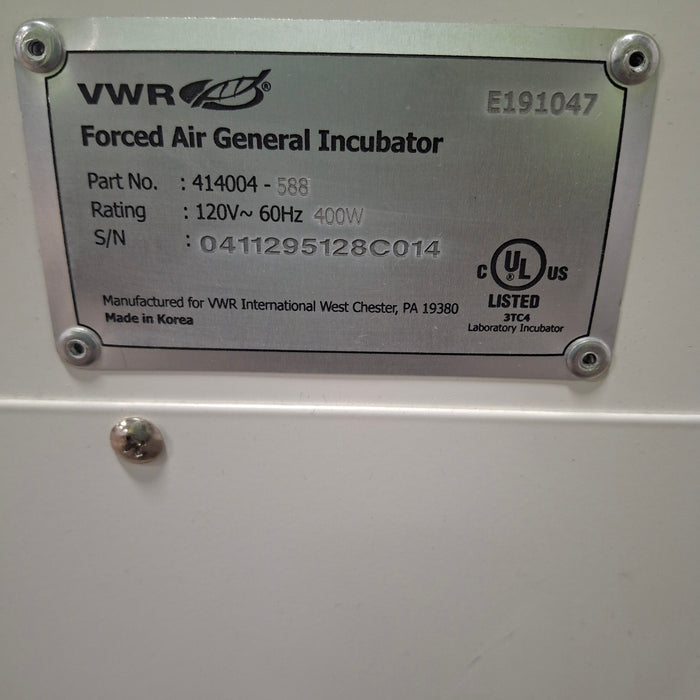 VWR® E191047
Forced Air General Incubator
Part No. : 414004 - 588
Rating : 120V~ 60Hz 400W
S/N : 0411295128C014
C UL US
LISTED
3TC4
Laboratory Incubator
Manufactured for VWR International West Chester, PA 19380
Made in Korea